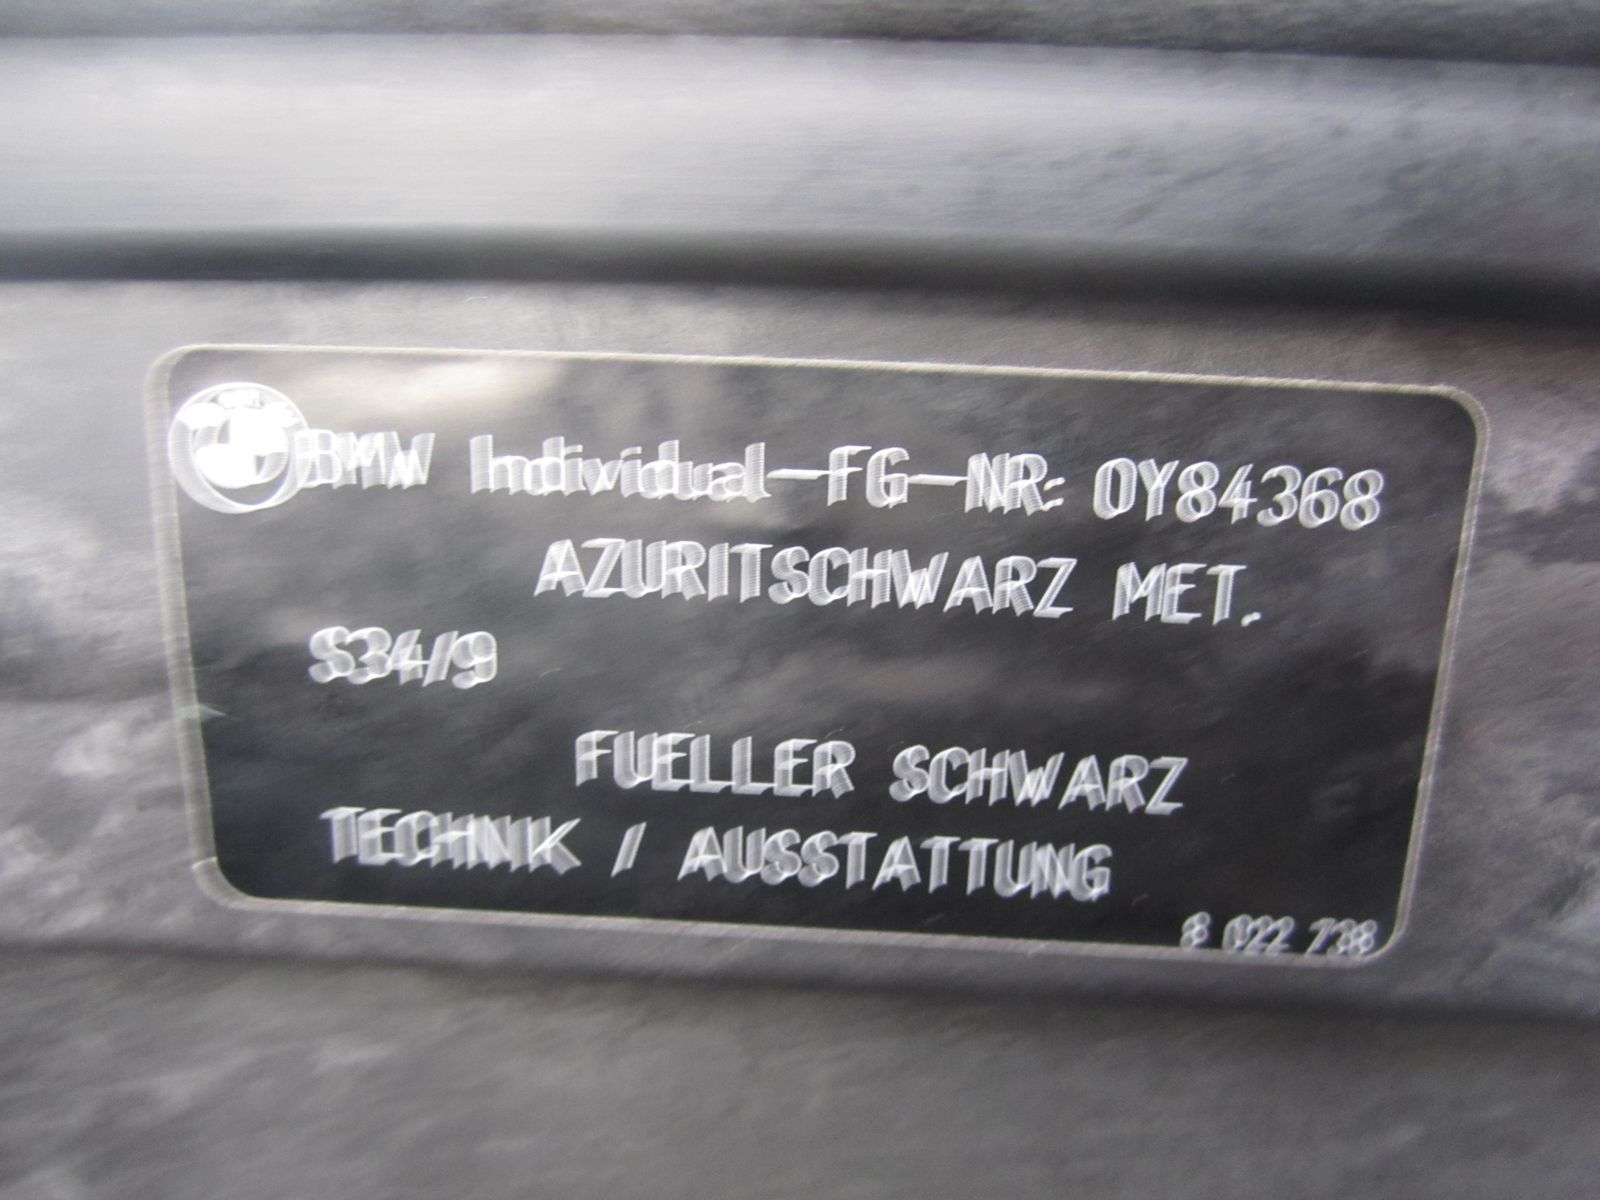 BMW Individual-FG-NR: 0Y84368
AZURITSCHWARZ MET.
S34/9
FUELLER SCHWARZ
TECHNIK / AUSSTATTUNG
8 022 738